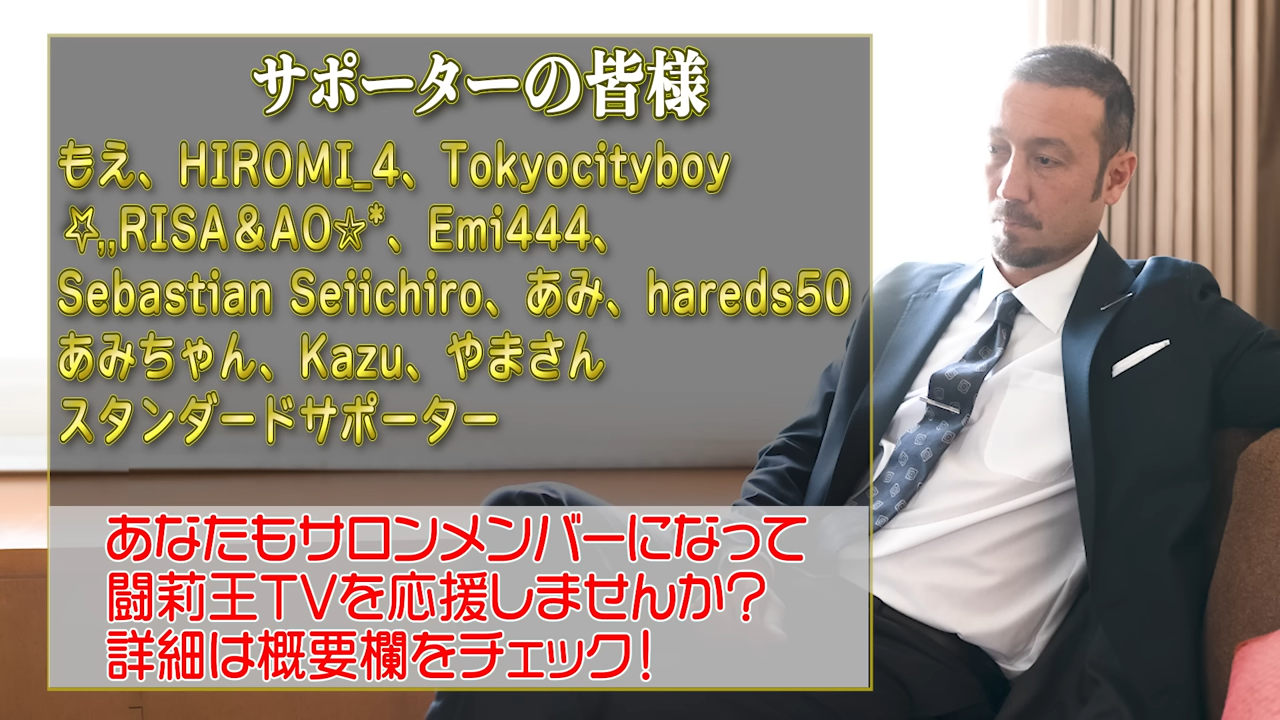 サポーターの皆様
もえ、HIROMI_4、Tokyocityboy
☆,,RISA&AO☆*、Emi444、
Sebastian Seiichiro、あみ、hareds50
あみちゃん、Kazu、やまさん
スタンダードサポーター
あなたもサロンメンバーになって
闘莉王TVを応援しませんか?
詳細は概要欄をチェック!